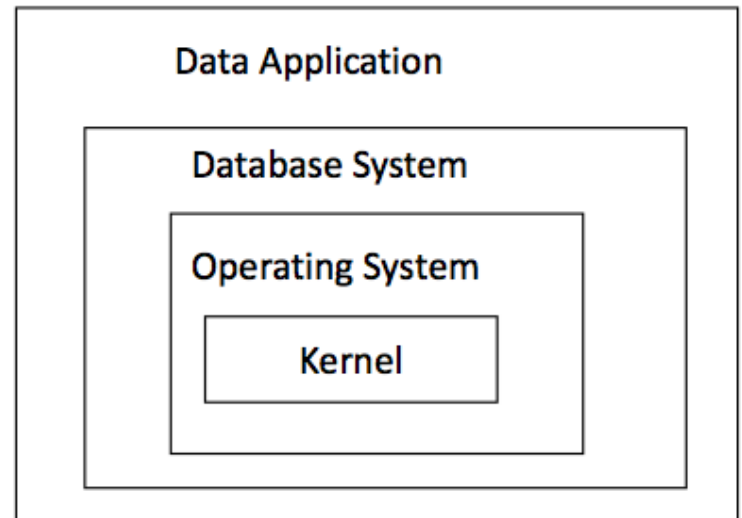 Data Application
Database System
Operating System
Kernel